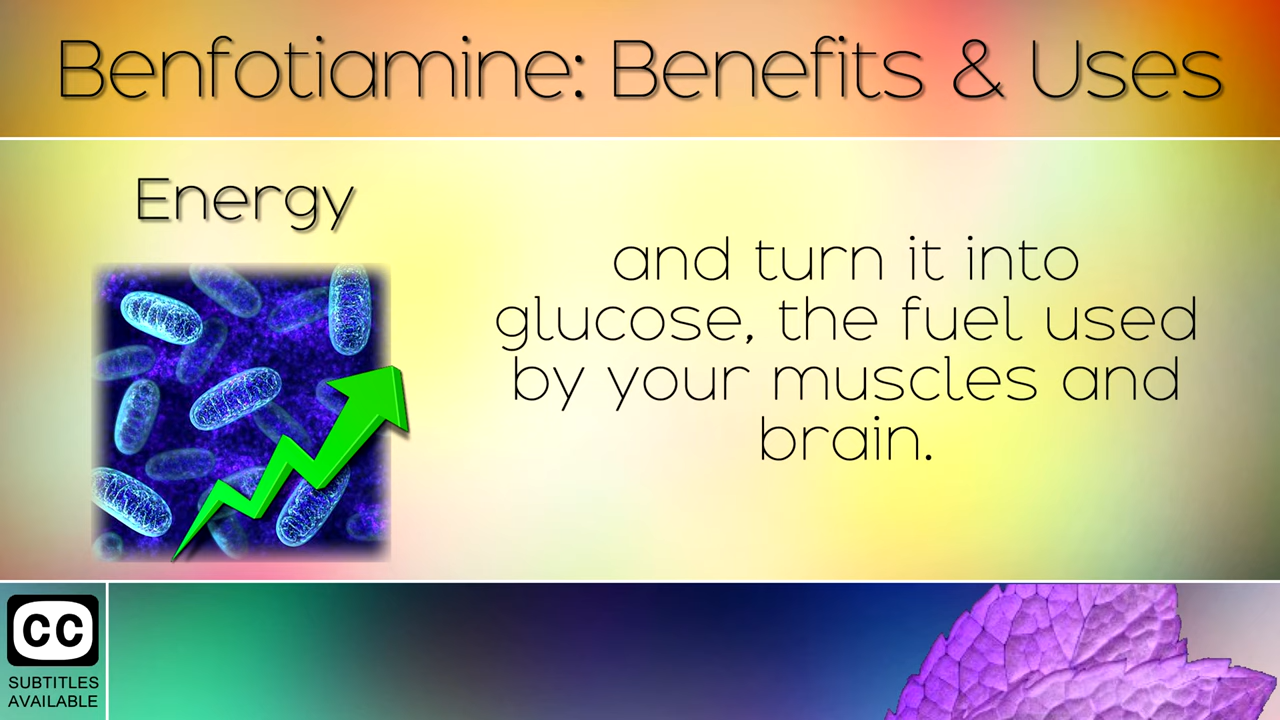 Benfotiamine: Benefits & Uses
Energy
and turn it into
glucose, the fuel used
by your muscles and
brain.
CC
SUBTITLES
AVAILABLE